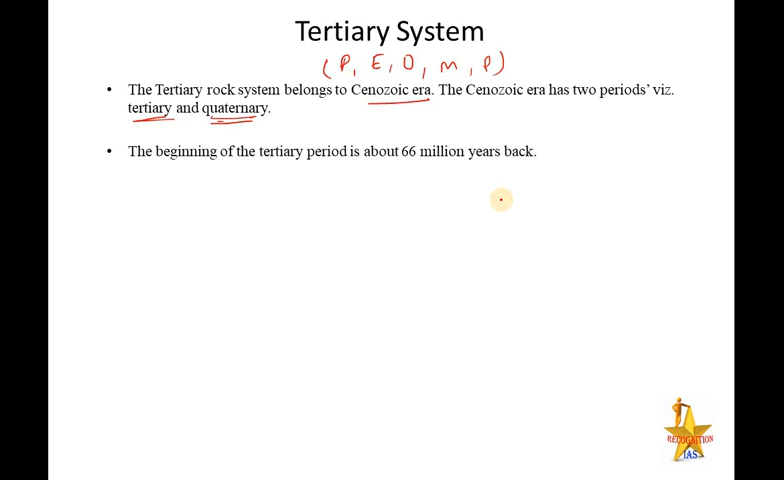 Tertiary System
(P, E, O, M, P)
• The Tertiary rock system belongs to Cenozoic era. The Cenozoic era has two periods’ viz.
tertiary and quaternary.
• The beginning of the tertiary period is about 66 million years back.
RECOGNITION
IAS